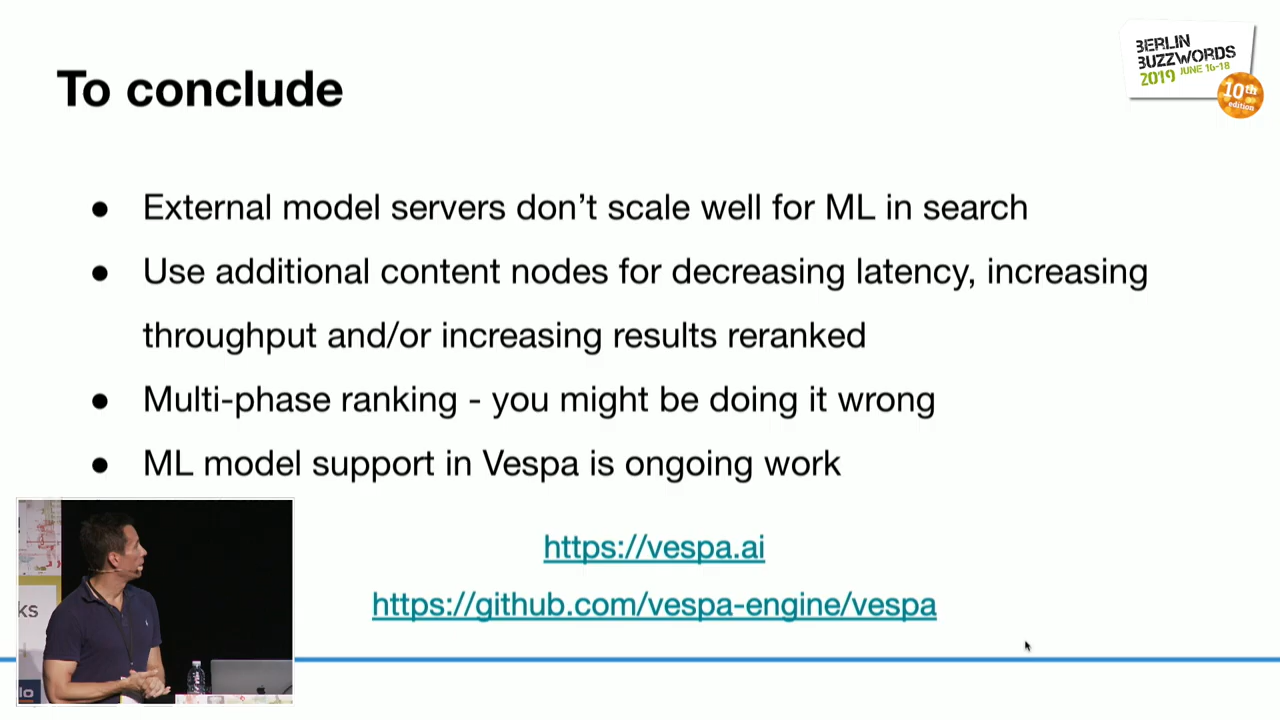 To conclude
BERLIN
BUZZWORDS
2019 JUNE 16-18
10th
edition
● External model servers don’t scale well for ML in search
● Use additional content nodes for decreasing latency, increasing
throughput and/or increasing results reranked
● Multi-phase ranking - you might be doing it wrong
● ML model support in Vespa is ongoing work
https://vespa.ai
https://github.com/vespa-engine/vespa
ks
lo